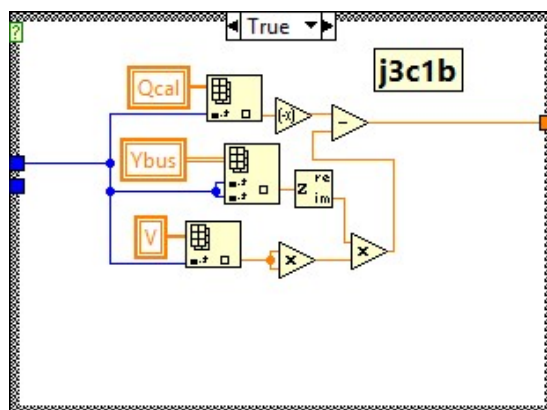 ?
True
j3c1b
Qcal
(-x)
-
Ybus
z re
im
V
x
x